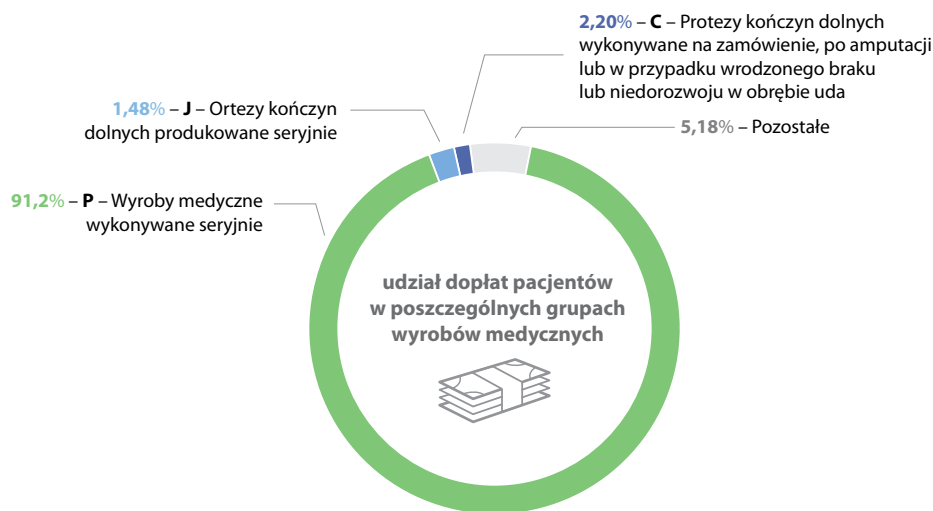 2,20% – C – Protezy kończyn dolnych
wykonywane na zamówienie, po amputacji
lub w przypadku wrodzonego braku
lub niedorozwoju w obrębie uda
1,48% – J – Ortezy kończyn
dolnych produkowane seryjnie
5,18% – Pozostałe
91,2% – P – Wyroby medyczne
wykonywane seryjnie
udział dopłat pacjentów
w poszczególnych grupach
wyrobów medycznych